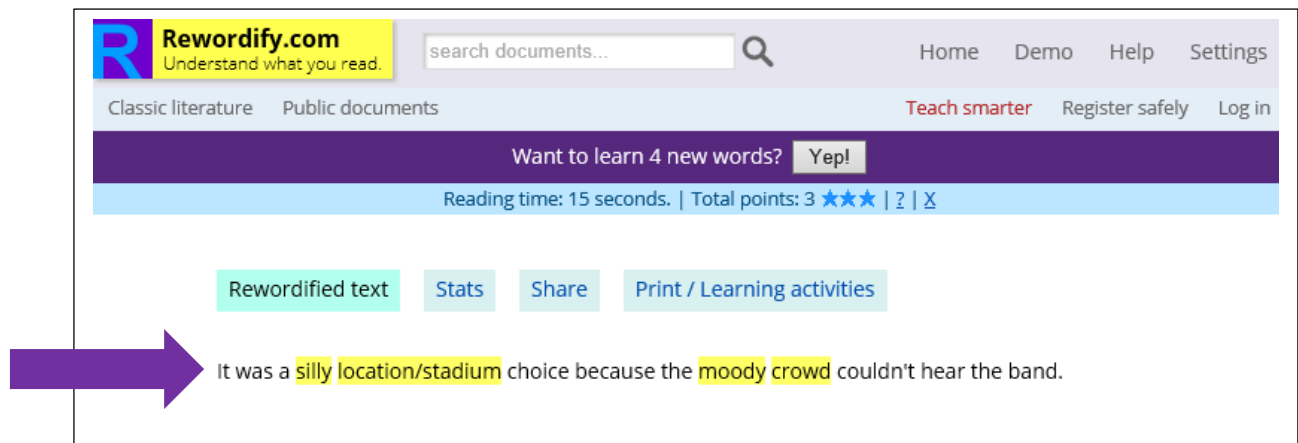 R
Rewordify.com
Understand what you read.
search documents...
Home Demo Help Settings
Classic literature Public documents
Teach smarter Register safely Log in
Want to learn 4 new words? Yep!
Reading time: 15 seconds. | Total points: 3 ★★★ | ? | X
Rewordified text Stats Share Print / Learning activities
It was a silly location/stadium choice because the moody crowd couldn't hear the band.